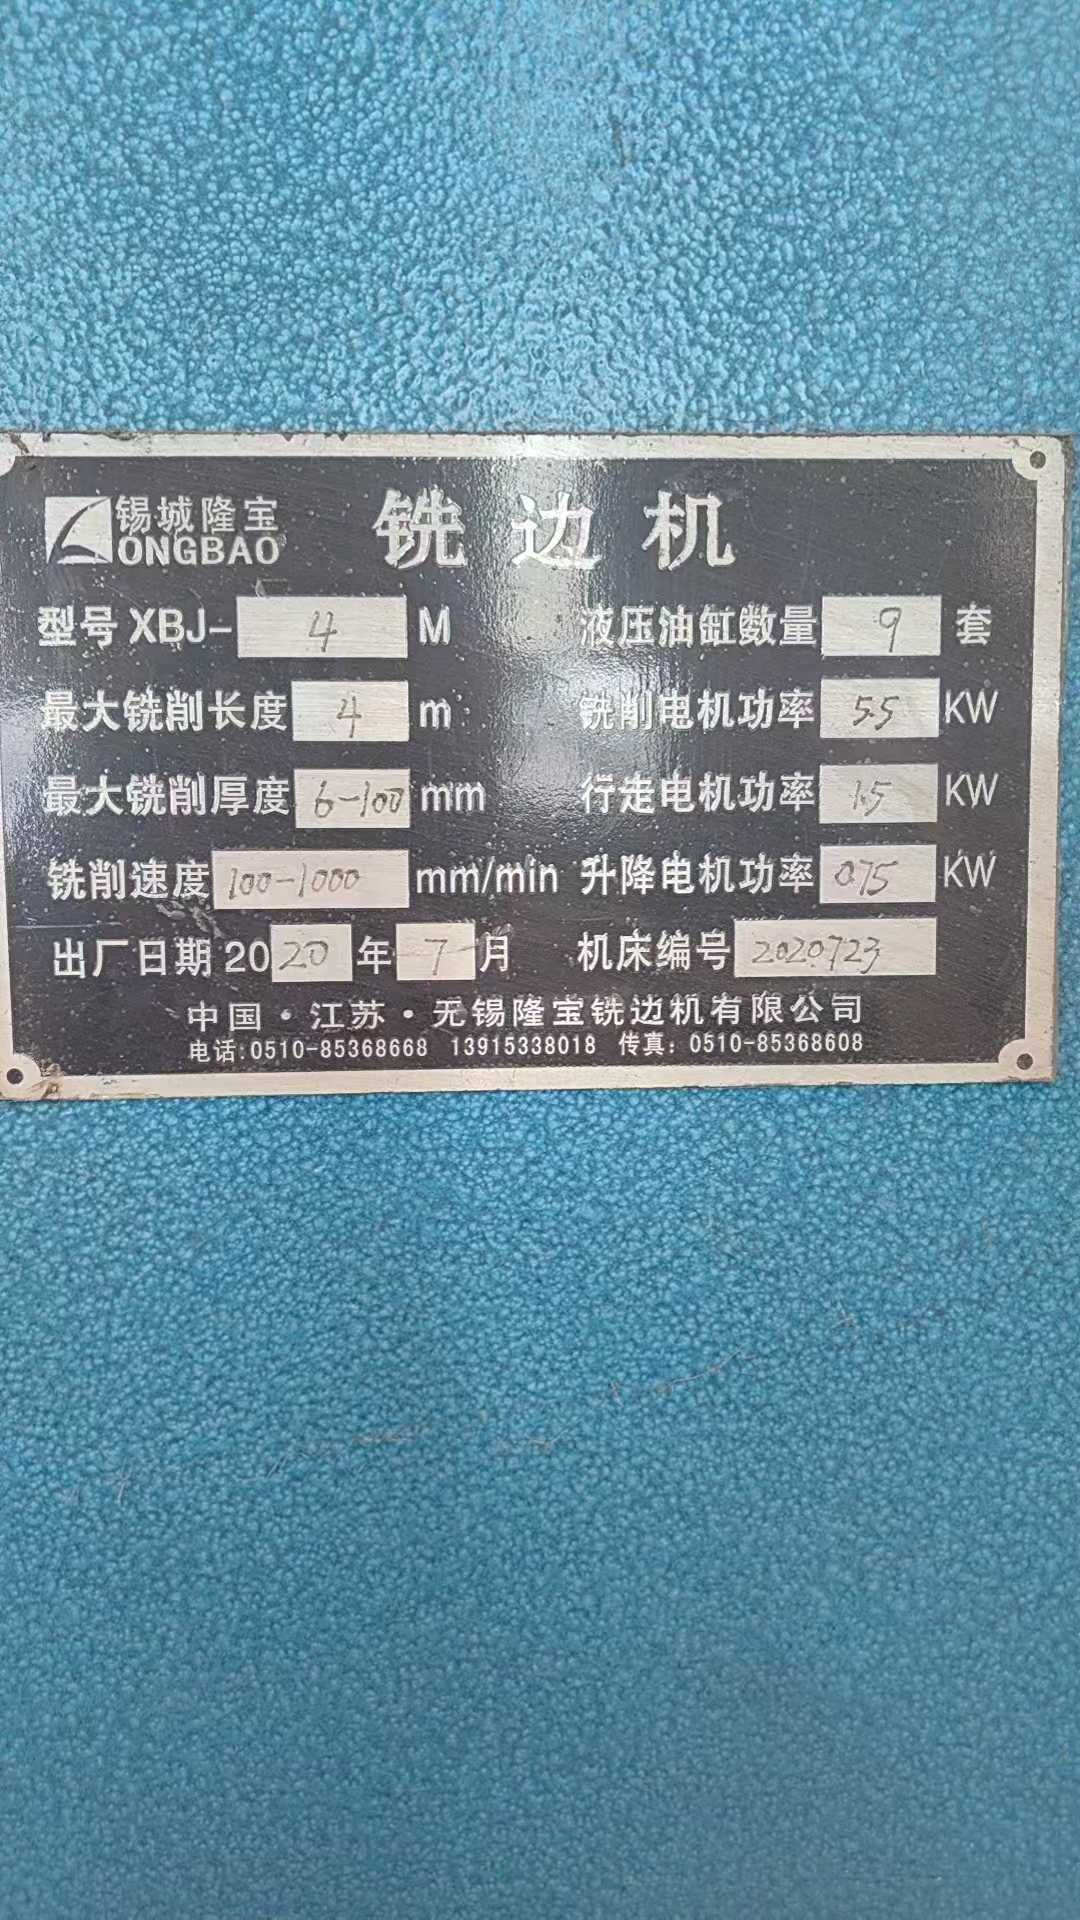 锡城隆宝
LONGBAO
铣边机
型号 XBJ-4 M 液压油缸数量 9 套
最大铣削长度 4 m 铣削电机功率 5.5 KW
最大铣削厚度 6-100 mm 行走电机功率 1.5 KW
铣削速度 100-1000 mm/min 升降电机功率 0.75 KW
出厂日期 2020 年 7 月 机床编号 2020723
中国·江苏·无锡隆宝铣边机有限公司
电话:0510-85368668 13915338018 传真: 0510-85368608